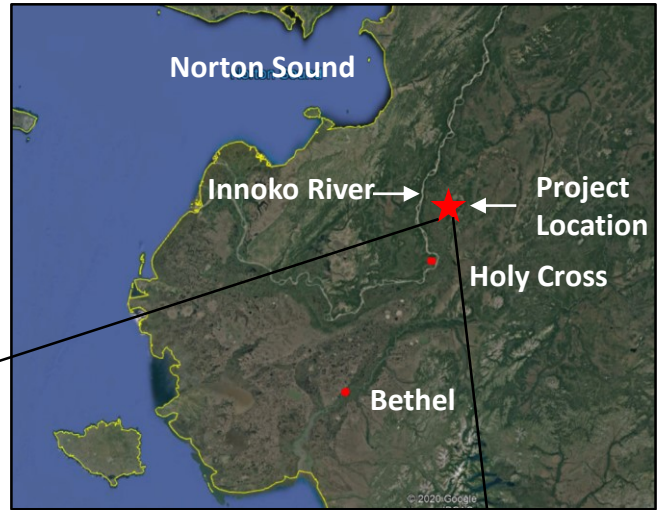 Norton Sound
Innoko River
Project
Location
Holy Cross
Bethel
© 2020 Google